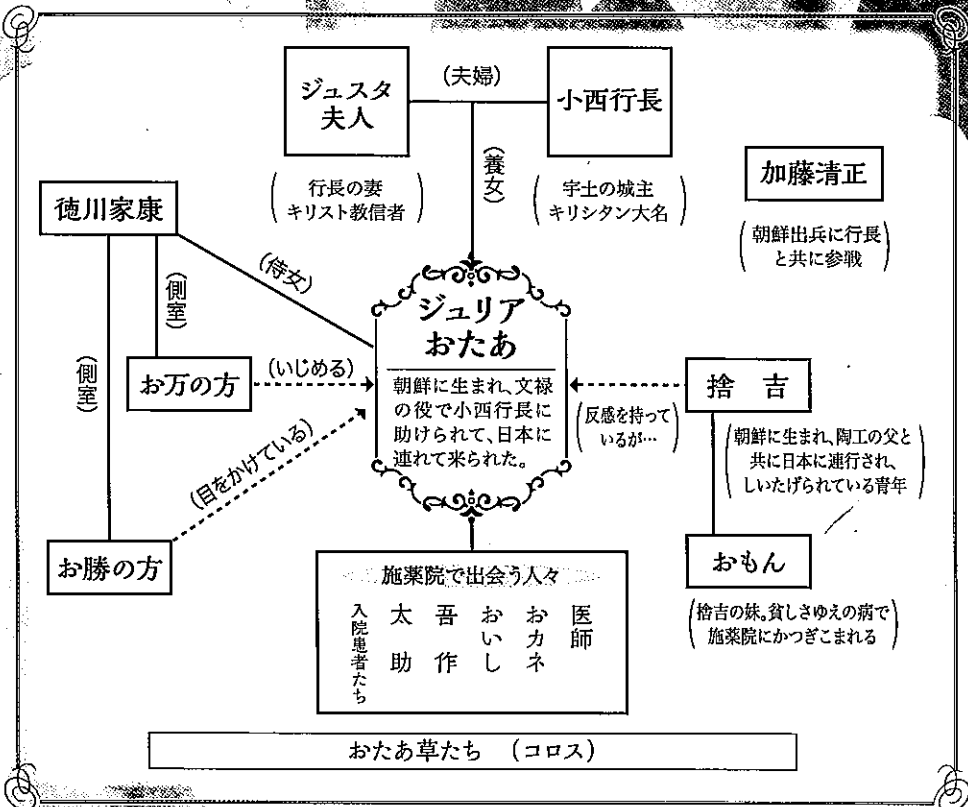 ジュスタ
夫人
(夫婦)
小西行長
(養女)
(行長の妻
キリスト教信者)
(宇土の城主
キリシタン大名)
加藤清正
(朝鮮出兵に行長
と共に参戦)
徳川家康
(側室)
(側室)
(侍女)
お万の方
(いじめる)
お勝の方
(目をかけている)
ジュリア
おたあ
朝鮮に生まれ、文禄
の役で小西行長に
助けられて、日本に
連れて来られた。
捨 吉
(反感を持って
いるが…)
(朝鮮に生まれ、陶工の父と
共に日本に連行され、
しいたげられている青年)
おもん
(捨吉の妹。貧しさゆえの病で
施薬院にかつぎこまれる)
施薬院で出会う人々
医師
おカネ
おいし
吾 作
太 助
入院患者たち
おたあ草たち (コロス)